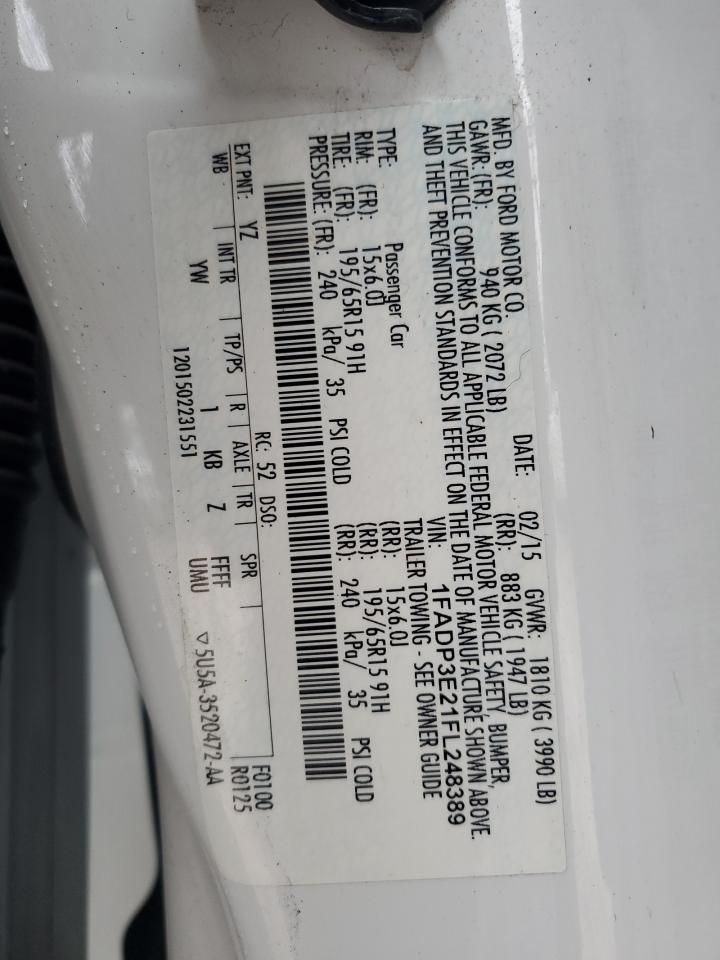 MFD. BY FORD MOTOR CO.
DATE: 02/15 GVWR: 1810 KG ( 3990 LB)
GAWR: (FR): 940 KG ( 2072 LB) (RR): 883 KG ( 1947 LB)
THIS VEHICLE CONFORMS TO ALL APPLICABLE FEDERAL MOTOR VEHICLE SAFETY, BUMPER,
AND THEFT PREVENTION STANDARDS IN EFFECT ON THE DATE OF MANUFACTURE SHOWN ABOVE.
VIN: 1FADP3E21FL248389
TYPE: Passenger Car TRAILER TOWING - SEE OWNER GUIDE
RIM: (FR): 15x6.0J (RR): 15x6.0J
TIRE: (FR): 195/65R15 91H (RR): 195/65R15 91H
PRESSURE: (FR): 240 kPa/ 35 PSI COLD (RR): 240 kPa/ 35 PSI COLD
F0100
EXT PNT: YZ RC: 52 DSO: R0125
WB INT TR TP/PS R AXLE TR SPR
YW 1 KB Z FFFF
UMU
1201502231551 ▽5U5A-3520472-AA